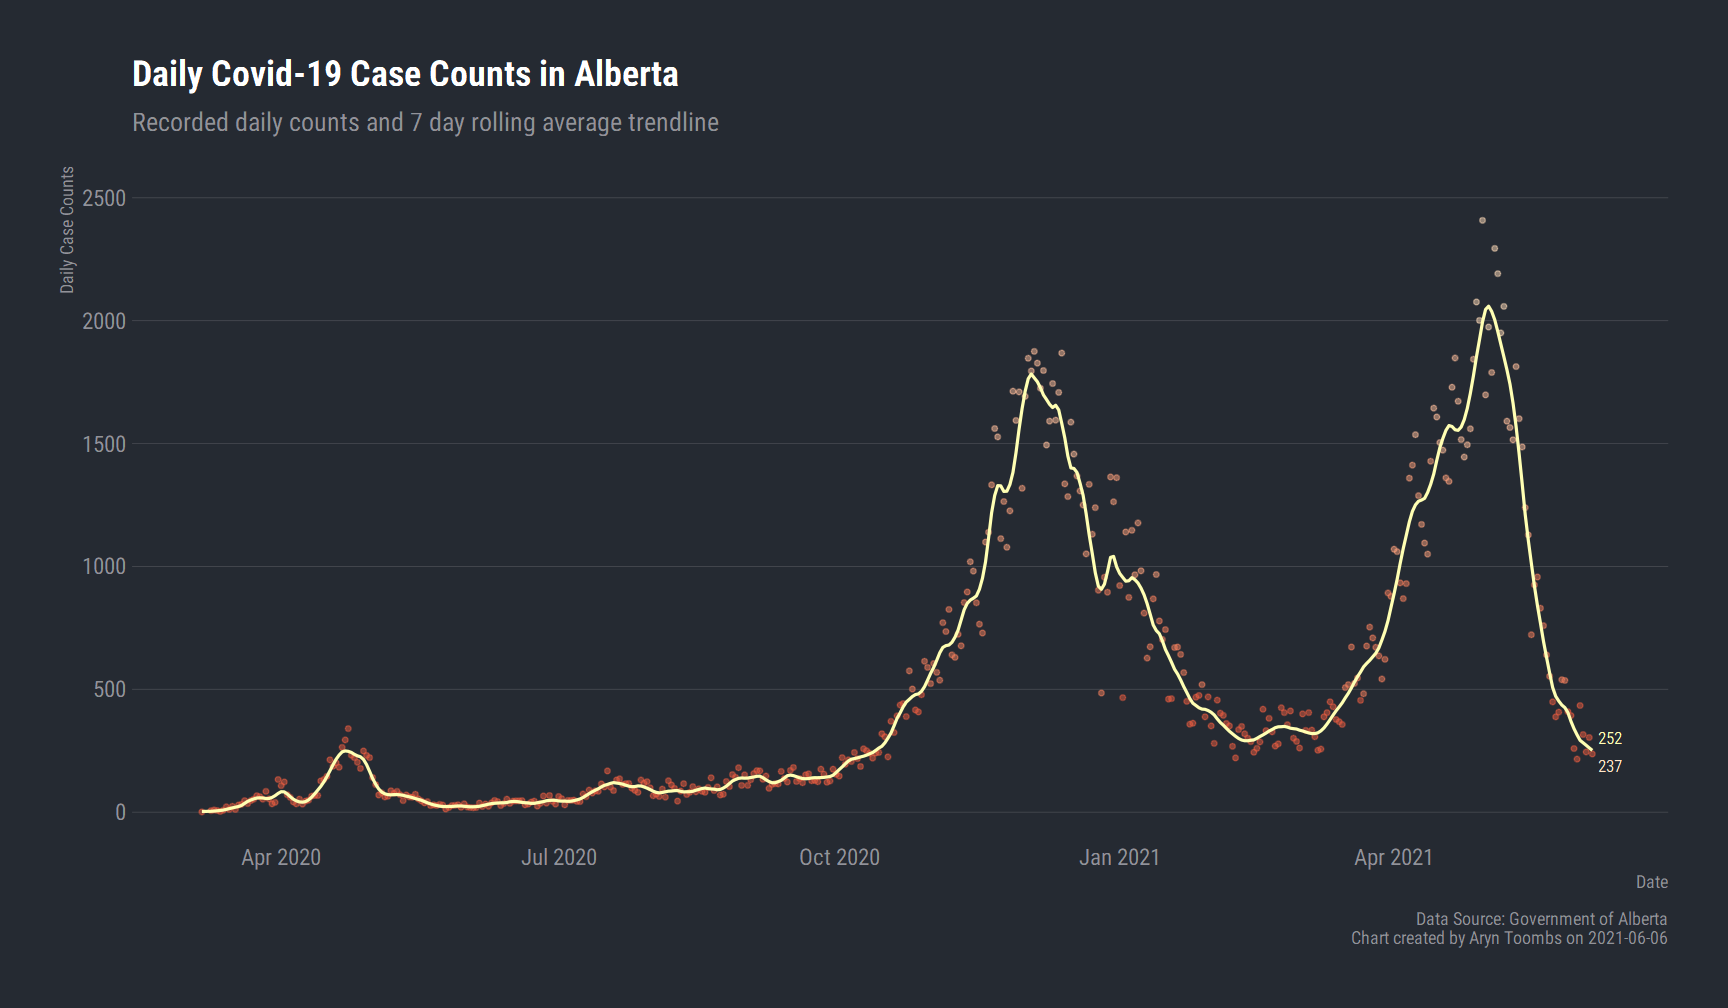 Daily Covid-19 Case Counts in Alberta
Recorded daily counts and 7 day rolling average trendline
Daily Case Counts
2500
2000
1500
1000
500
0
252
237
Apr 2020
Jul 2020
Oct 2020
Jan 2021
Apr 2021
Date
Data Source: Government of Alberta
Chart created by Aryn Toombs on 2021-06-06